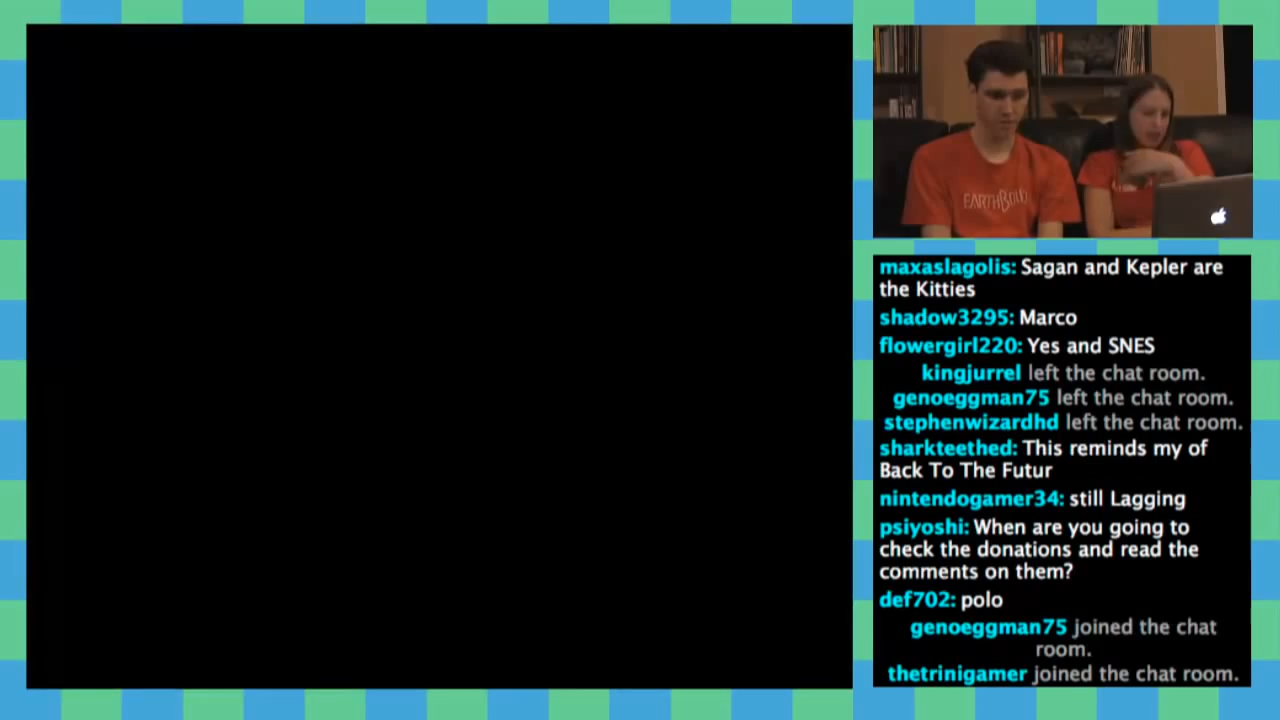 EARTHBOUND
maxaslagolis: Sagan and Kepler are
the Kitties
shadow3295: Marco
flowergirl220: Yes and SNES
kingjurrel left the chat room.
genoeggman75 left the chat room.
stephenwizardhd left the chat room.
sharkteethed: This reminds my of
Back To The Futur
nintendogamer34: still Lagging
psiyoshi: When are you going to
check the donations and read the
comments on them?
def702: polo
genoeggman75 joined the chat
room.
thetrinigamer joined the chat room.